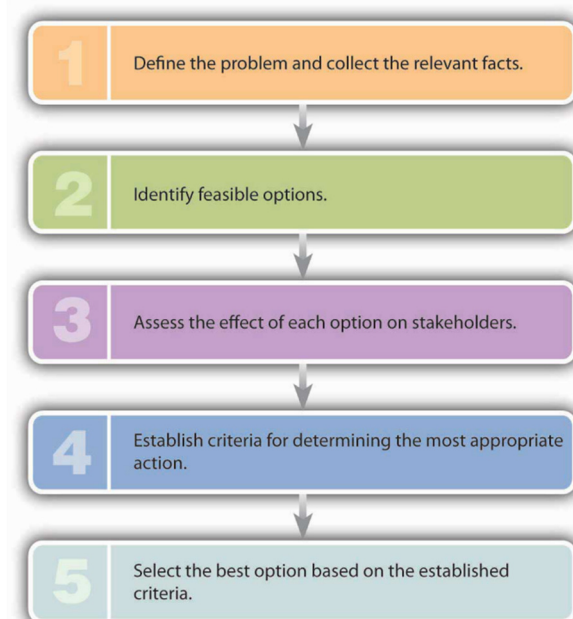 1
Define the problem and collect the relevant facts.
2
Identify feasible options.
3
Assess the effect of each option on stakeholders.
4
Establish criteria for determining the most appropriate
action.
5
Select the best option based on the established
criteria.